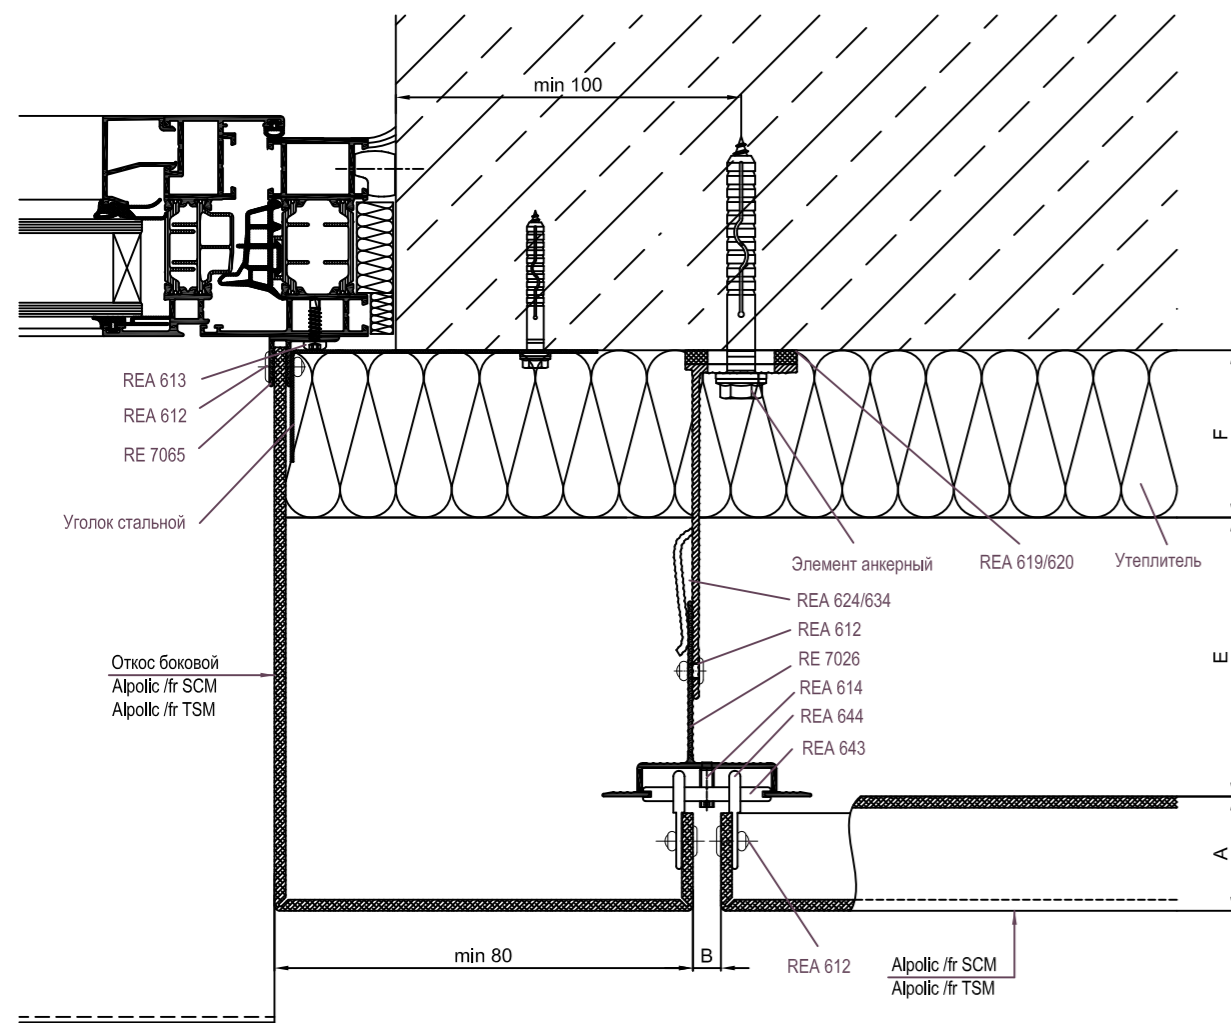 min 100
REA 613
REA 612
RE 7065
Уголок стальной
F
Элемент анкерный
REA 619/620
Утеплитель
REA 624/634
REA 612
RE 7026
REA 614
REA 644
REA 643
E
Откос боковой
Alpolic /fr SCM
Alpolic /fr TSM
A
min 80
B
REA 612
Alpolic /fr SCM
Alpolic /fr TSM